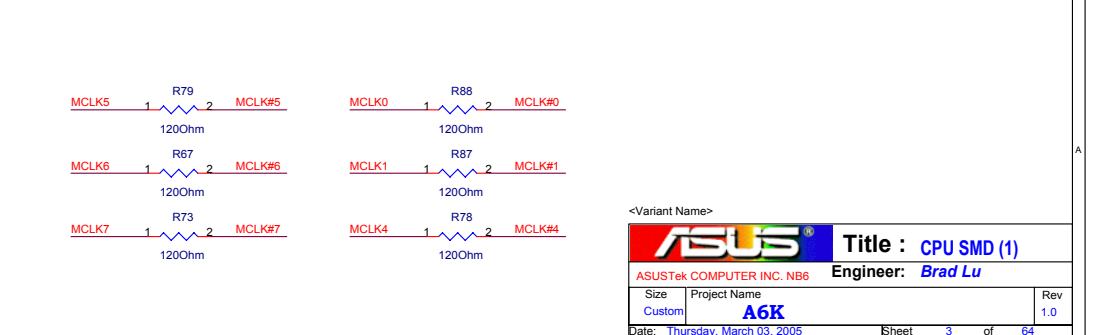 R79 R88
MCLK5 1 2 MCLK#5 MCLK0 1 2 MCLK#0
120Ohm 120Ohm
R67 R87
MCLK6 1 2 MCLK#6 MCLK1 1 2 MCLK#1
120Ohm 120Ohm
R73 R78
MCLK7 1 2 MCLK#7 MCLK4 1 2 MCLK#4
120Ohm 120Ohm
A
<Variant Name>
ASUS® Title : CPU SMD (1)
ASUSTek COMPUTER INC. NB6 Engineer: Brad Lu
Size Project Name Rev
Custom A6K 1.0
Date: Thursday, March 03, 2005 Sheet 3 of 64